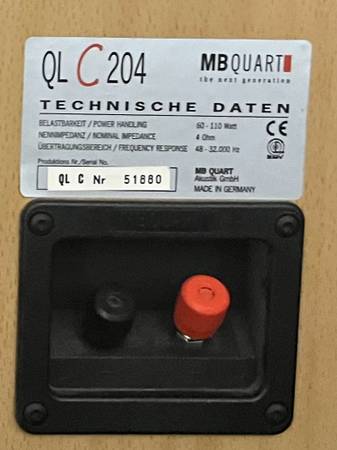 QL C 204
MB QUART
the next generation
TECHNISCHE DATEN
BELASTBARKEIT / POWER HANDLING 60 - 110 Watt
NENNIMPEDANZ / NOMINAL IMPEDANCE 4 Ohm
ÜBERTRAGUNGSBEREICH / FREQUENCY RESPONSE 48 - 32.000 Hz
CE
Produktions Nr./Serial No.
QL C Nr 51880
MB QUART
Akustik GmbH
MADE IN GERMANY